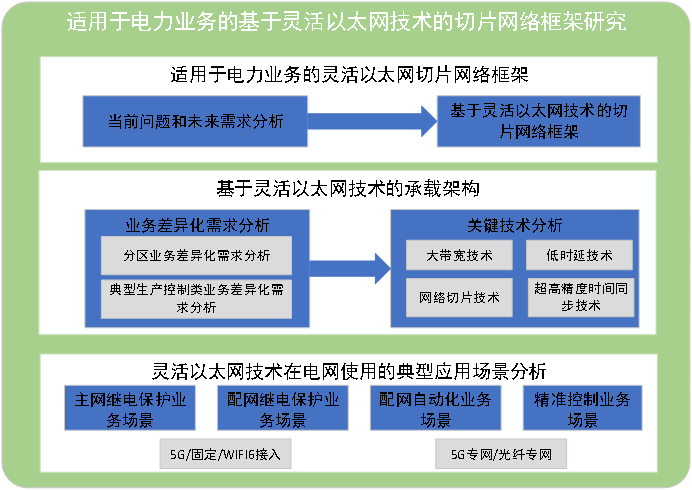 适用于电力业务的基于灵活以太网技术的切片网络框架研究
适用于电力业务的灵活以太网切片网络框架
当前问题和未来需求分析
基于灵活以太网技术的切
片网络框架
基于灵活以太网技术的承载架构
业务差异化需求分析
分区业务差异化需求分析
典型生产控制类业务差异化需
求分析
关键技术分析
大带宽技术
低时延技术
网络切片技术
超高精度时间同
步技术
灵活以太网技术在电网使用的典型应用场景分析
主网继电保护业
务场景
配网继电保护业
务场景
配网自动化业务
场景
精准控制业务
场景
5G/固定/WIFI6接入
5G专网/光纤专网